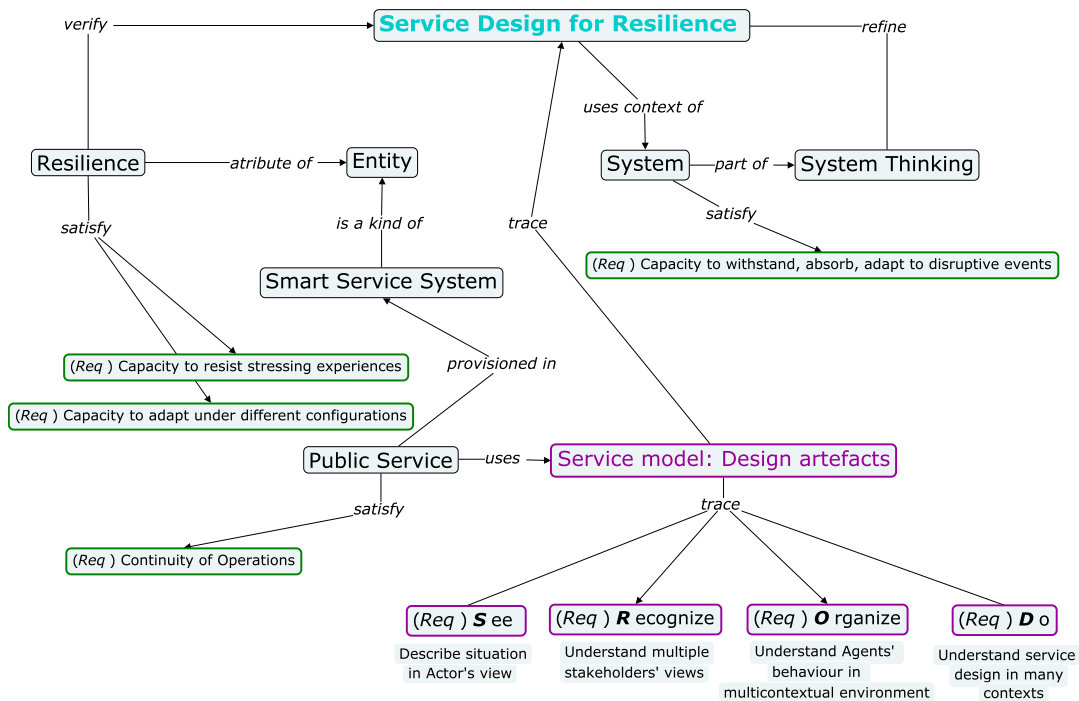 verify
Service Design for Resilience
refine
uses context of
Resilience
atribute of
Entity
System
part of
System Thinking
satisfy
is a kind of
trace
satisfy
(Req ) Capacity to withstand, absorb, adapt to disruptive events
Smart Service System
(Req ) Capacity to resist stressing experiences
provisioned in
(Req ) Capacity to adapt under different configurations
Public Service
uses
Service model: Design artefacts
satisfy
trace
(Req ) Continuity of Operations
(Req ) S ee
(Req ) R ecognize
(Req ) O rganize
(Req ) D o
Describe situation
in Actor's view
Understand multiple
stakeholders' views
Understand Agents'
behaviour in
multicontextual environment
Understand service
design in many
contexts